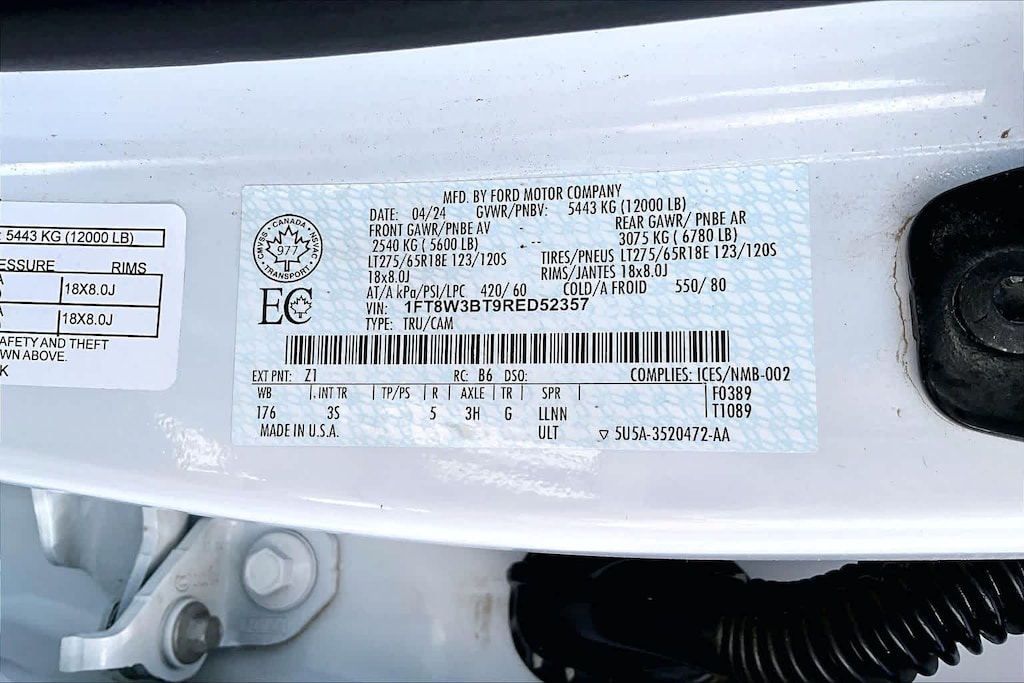 : 5443 KG (12000 LB)
ESSURE RIMS
18X8.0J
18X8.0J
AFETY AND THEFT
WN ABOVE.
K
CMVSS · CANADA · NSVAC · TRANSPORT ·
977
EC
MFD. BY FORD MOTOR COMPANY
DATE: 04/24 GVWR/PNBV: 5443 KG (12000 LB)
FRONT GAWR/PNBE AV REAR GAWR / PNBE AR
2540 KG ( 5600 LB) 3075 KG ( 6780 LB)
LT275/65R18E 123/120S TIRES/PNEUS LT275/65R18E 123/120S
18x8.0J RIMS/JANTES 18x8.0J
AT/A kPa/PSI/LPC 420/ 60 COLD/A FROID 550/ 80
VIN: 1FT8W3BT9RED52357
TYPE: TRU/CAM
EXT PNT: Z1 RC: B6 DSO: COMPLIES: ICES/NMB-002
WB | . INT TR | TP/PS | R | AXLE | TR | SPR | F0389
176 3S 5 3H G LLNN T1089
MADE IN U.S.A. ULT ▽ 5U5A-3520472-AA